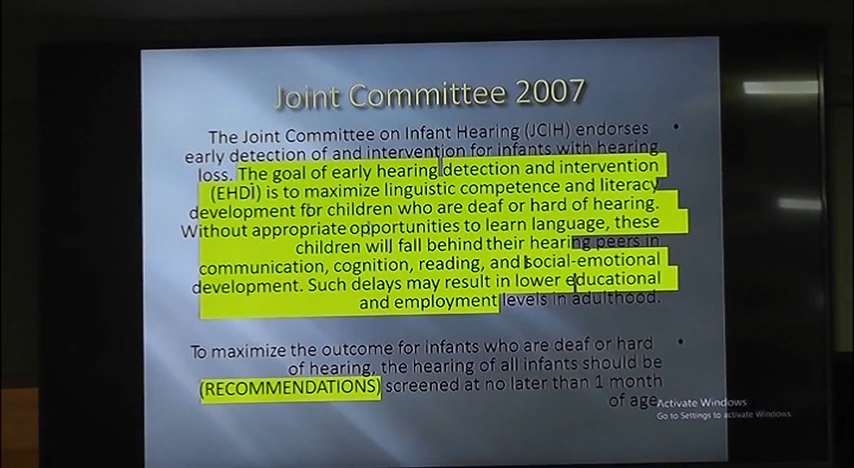 Joint Committee 2007
The Joint Committee on Infant Hearing (JCIH) endorses •
early detection of and intervention for infants with hearing
loss. The goal of early hearing detection and intervention
(EHDI) is to maximize linguistic competence and literacy
development for children who are deaf or hard of hearing.
Without appropriate opportunities to learn language, these
children will fall behind their hearing peers in
communication, cognition, reading, and social-emotional
development. Such delays may result in lower educational
and employment levels in adulthood.
To maximize the outcome for infants who are deaf or hard •
of hearing, the hearing of all infants should be
(RECOMMENDATIONS) screened at no later than 1 month
of age.
Activate Windows
Go to Settings to activate Windows.